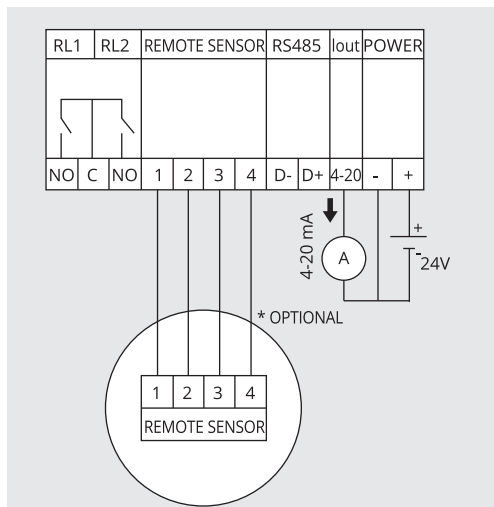 RL1 RL2 REMOTE SENSOR RS485 Iout POWER
NO C NO 1 2 3 4 D- D+ 4-20 - +
4-20 mA
A
+
-
24V
* OPTIONAL
1 2 3 4
REMOTE SENSOR